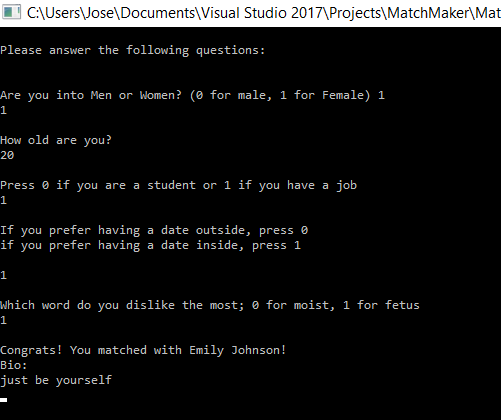 C:\Users\Jose\Documents\Visual Studio 2017\Projects\MatchMaker\Mat
Please answer the following questions:
Are you into Men or Women? (0 for male, 1 for Female) 1
1
How old are you?
20
Press 0 if you are a student or 1 if you have a job
1
If you prefer having a date outside, press 0
if you prefer having a date inside, press 1
1
Which word do you dislike the most; 0 for moist, 1 for fetus
1
Congrats! You matched with Emily Johnson!
Bio:
just be yourself